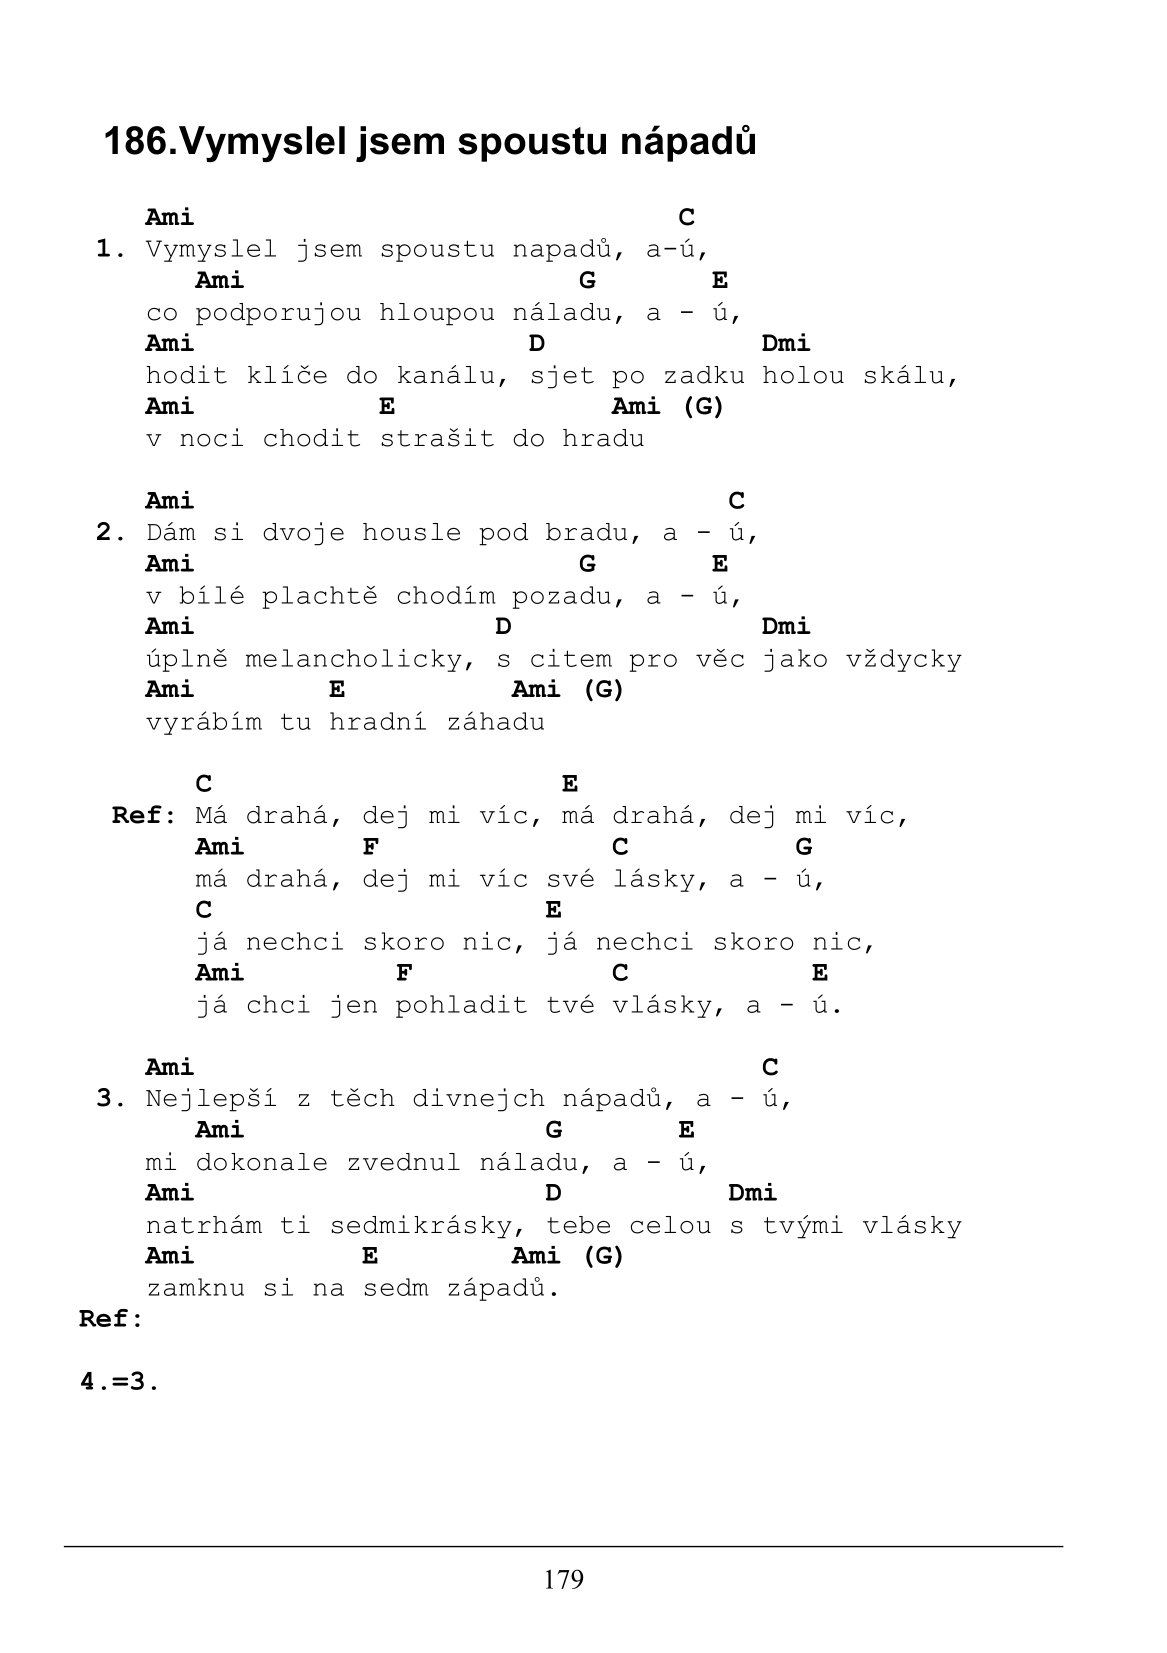 186.Vymyslel jsem spoustu nápadů
Ami C
1. Vymyslel jsem spoustu napadů, a-ú,
Ami G E
co podporujou hloupou náladu, a - ú,
Ami D Dmi
hodit klíče do kanálu, sjet po zadku holou skálu,
Ami E Ami (G)
v noci chodit strašit do hradu
Ami C
2. Dám si dvoje housle pod bradu, a - ú,
Ami G E
v bílé plachtě chodím pozadu, a - ú,
Ami D Dmi
úplně melancholicky, s citem pro věc jako vždycky
Ami E Ami (G)
vyrábím tu hradní záhadu
C E
Ref: Má drahá, dej mi víc, má drahá, dej mi víc,
Ami F C G
má drahá, dej mi víc své lásky, a - ú,
C E
já nechci skoro nic, já nechci skoro nic,
Ami F C E
já chci jen pohladit tvé vlásky, a - ú.
Ami C
3. Nejlepší z těch divnejch nápadů, a - ú,
Ami G E
mi dokonale zvednul náladu, a - ú,
Ami D Dmi
natrhám ti sedmikrásky, tebe celou s tvými vlásky
Ami E Ami (G)
zamknu si na sedm západů.
Ref:
4.=3.
179